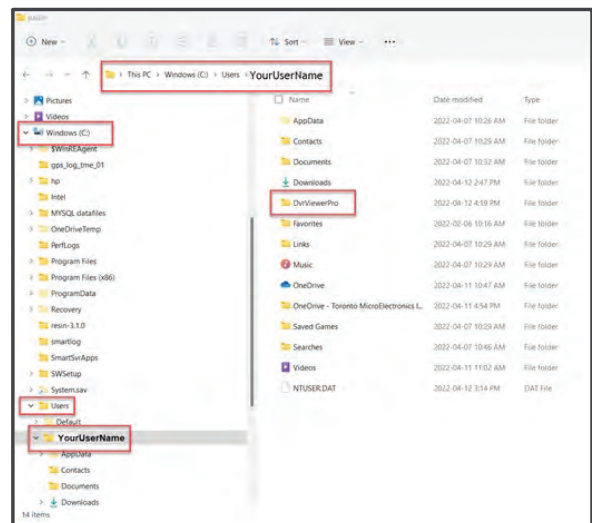 New
Sort
View
This PC > Windows (C:) > Users > YourUserName
Pictures
Videos
Windows (C:)
$WinREAgent
gps_log_tme_01
hp
Intel
MYSQL datafiles
OneDriveTemp
PerfLogs
Program Files
Program Files (x86)
ProgramData
Recovery
resin-3.1.0
smartlog
SmartSvrApps
SWSetup
System.sav
Users
Default
YourUserName
AppData
Contacts
Documents
Downloads
14 items
Name Date modified Type
AppData 2022-04-07 10:26 AM File folder
Contacts 2022-04-07 10:29 AM File folder
Documents 2022-04-07 10:32 AM File folder
Downloads 2022-04-12 2:47 PM File folder
DvrViewerPro 2022-04-12 4:19 PM File folder
Favorites 2022-02-06 10:16 AM File folder
Links 2022-04-07 10:29 AM File folder
Music 2022-04-07 10:29 AM File folder
OneDrive 2022-04-11 10:47 AM File folder
OneDrive - Toronto MicroElectronics I... 2022-04-11 4:54 PM File folder
Saved Games 2022-04-07 10:29 AM File folder
Searches 2022-04-07 10:46 AM File folder
Videos 2022-04-11 11:02 AM File folder
NTUSER.DAT 2022-04-12 3:14 PM DAT File